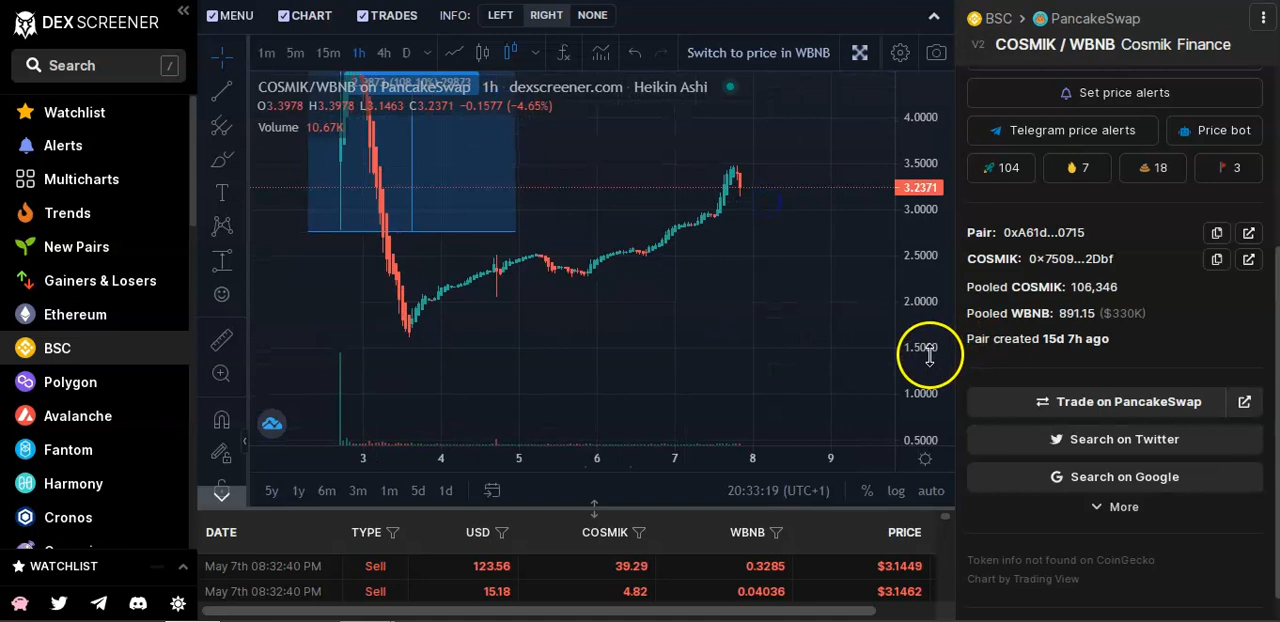 DEX SCREENER
Search /
Watchlist
Alerts
Multicharts
Trends
New Pairs
Gainers & Losers
Ethereum
BSC
Polygon
Avalanche
Fantom
Harmony
Cronos
WATCHLIST
MENU CHART TRADES INFO: LEFT RIGHT NONE
1m 5m 15m 1h 4h D Switch to price in WBNB
COSMIK/WBNB on PancakeSwap 1h dexscreener.com Heikin Ashi
O3.3978 H3.3978 L3.1463 C3.2371 -0.1577 (-4.65%)
Volume 10.67K
4.0000
3.5000
3.2371
3.0000
2.5000
2.0000
1.5000
1.0000
0.5000
3 4 5 6 7 8 9
5y 1y 6m 3m 1m 5d 1d 20:33:19 (UTC+1) % log auto
DATE TYPE USD COSMIK WBNB PRICE
May 7th 08:32:40 PM Sell 123.56 39.29 0.3285 $3.1449
May 7th 08:32:40 PM Sell 15.18 4.82 0.04036 $3.1462
BSC > PancakeSwap
V2 COSMIK / WBNB Cosmik Finance
Set price alerts
Telegram price alerts Price bot
104 7 18 3
Pair: 0xA61d...0715
COSMIK: 0x7509...2Dbf
Pooled COSMIK: 106,346
Pooled WBNB: 891.15 ($330K)
Pair created 15d 7h ago
Trade on PancakeSwap
Search on Twitter
Search on Google
More
Token info not found on CoinGecko
Chart by Trading View